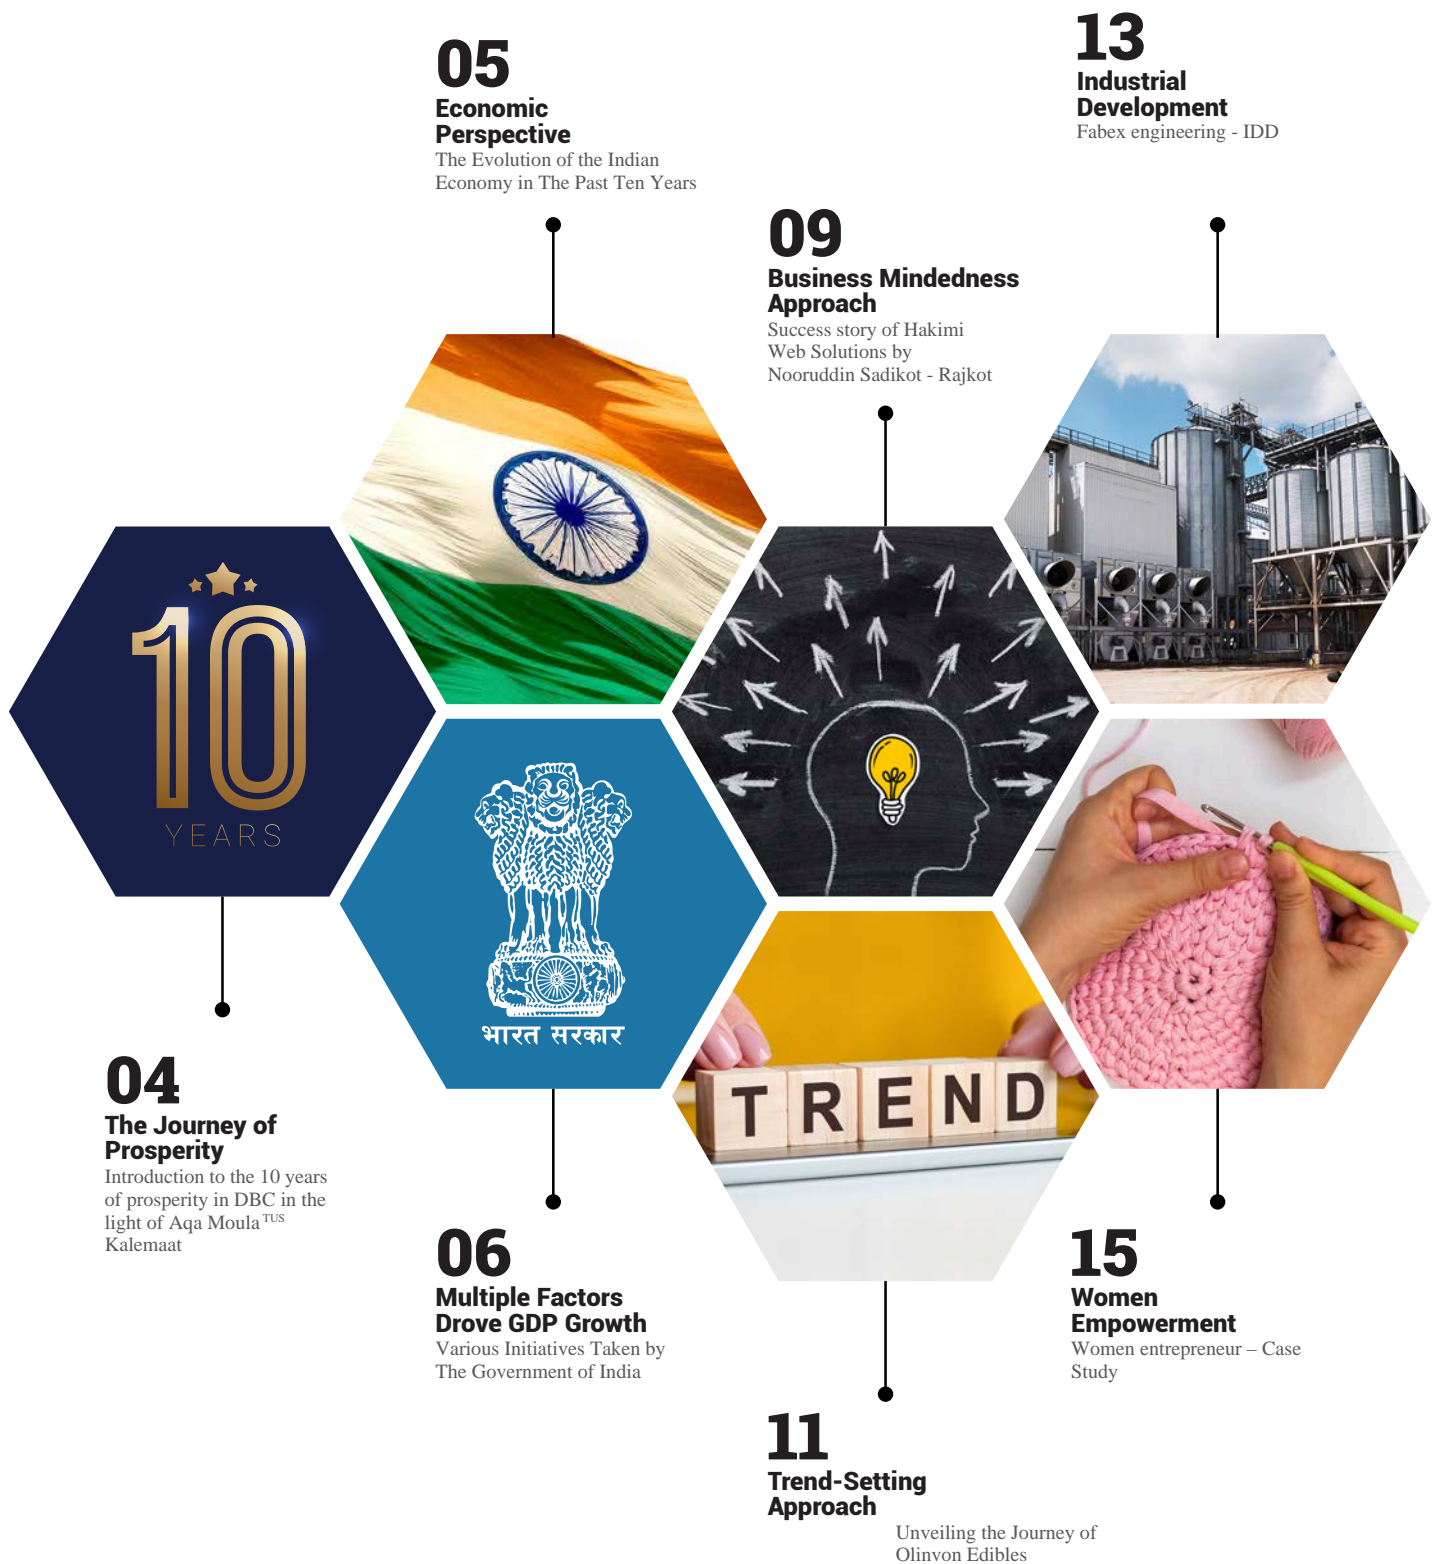 05
Economic
Perspective
The Evolution of the Indian
Economy in The Past Ten Years
13
Industrial
Development
Fabex engineering - IDD
09
Business Mindedness
Approach
Success story of Hakimi
Web Solutions by
Nooruddin Sadikot - Rajkot
10
YEARS
04
The Journey of
Prosperity
Introduction to the 10 years
of prosperity in DBC in the
light of Aqa Moula TUS
Kalemaat
भारत सरकार
06
Multiple Factors
Drove GDP Growth
Various Initiatives Taken by
The Government of India
TREND
11
Trend-Setting
Approach
Unveiling the Journey of
Olinvon Edibles
15
Women
Empowerment
Women entrepreneur – Case
Study